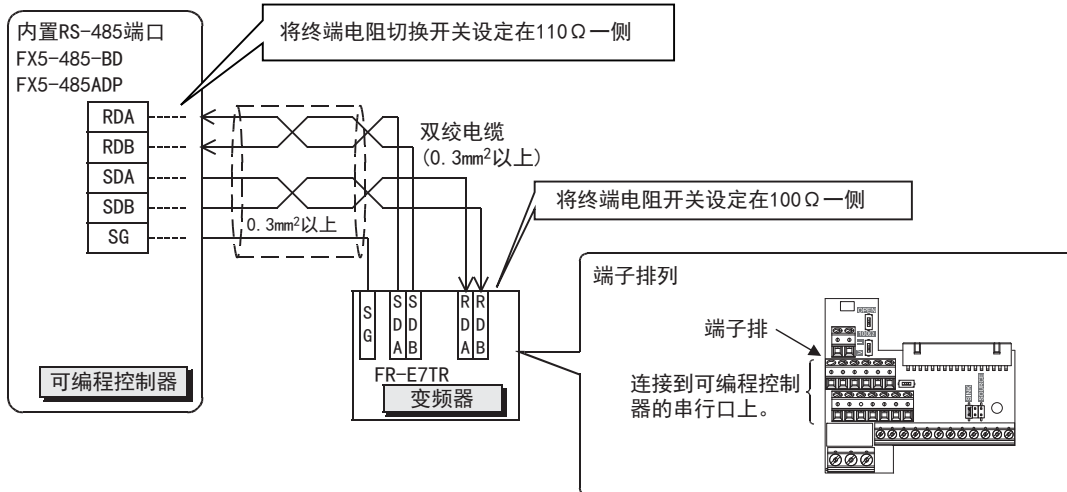 内置RS-485端口
FX5-485-BD
FX5-485ADP
将终端电阻切换开关设定在110Ω一侧
RDA
RDB
SDA
SDB
SG
双绞电缆
(0.3mm²以上)
0.3mm²以上
将终端电阻开关设定在100Ω一侧
SG
SDA
SDB
RDA
RDB
FR-E7TR
变频器
可编程控制器
端子排列
端子排
连接到可编程控制
器的串行口上。